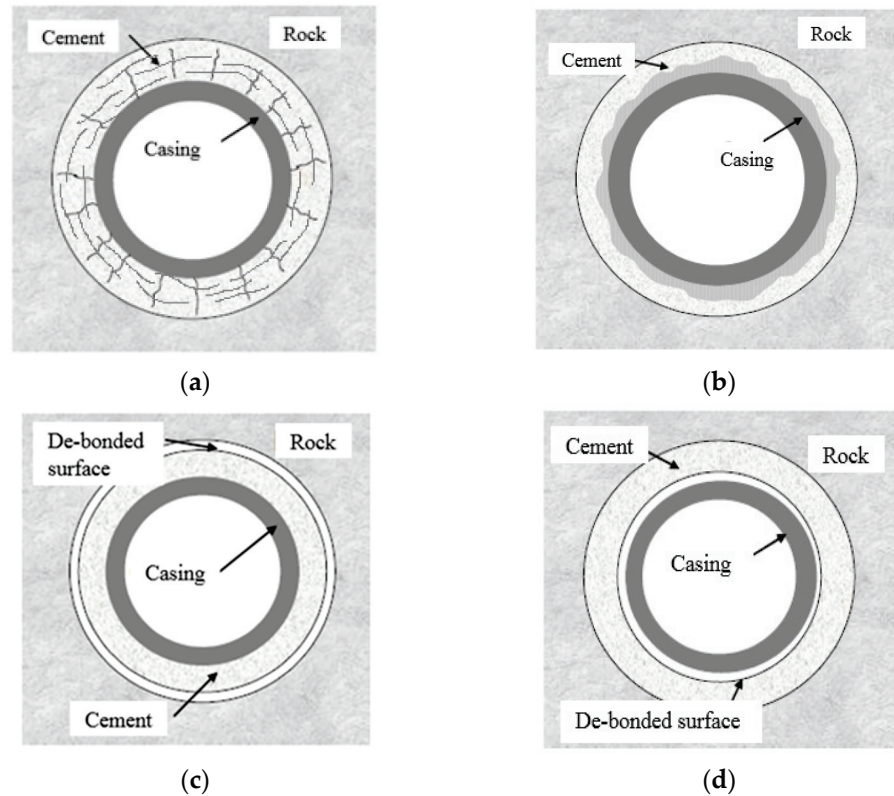 Cement
Rock
Casing
(a)
Rock
Cement
Casing
(b)
De-bonded
surface
Rock
Casing
Cement
(c)
Cement
Rock
Casing
De-bonded surface
(d)